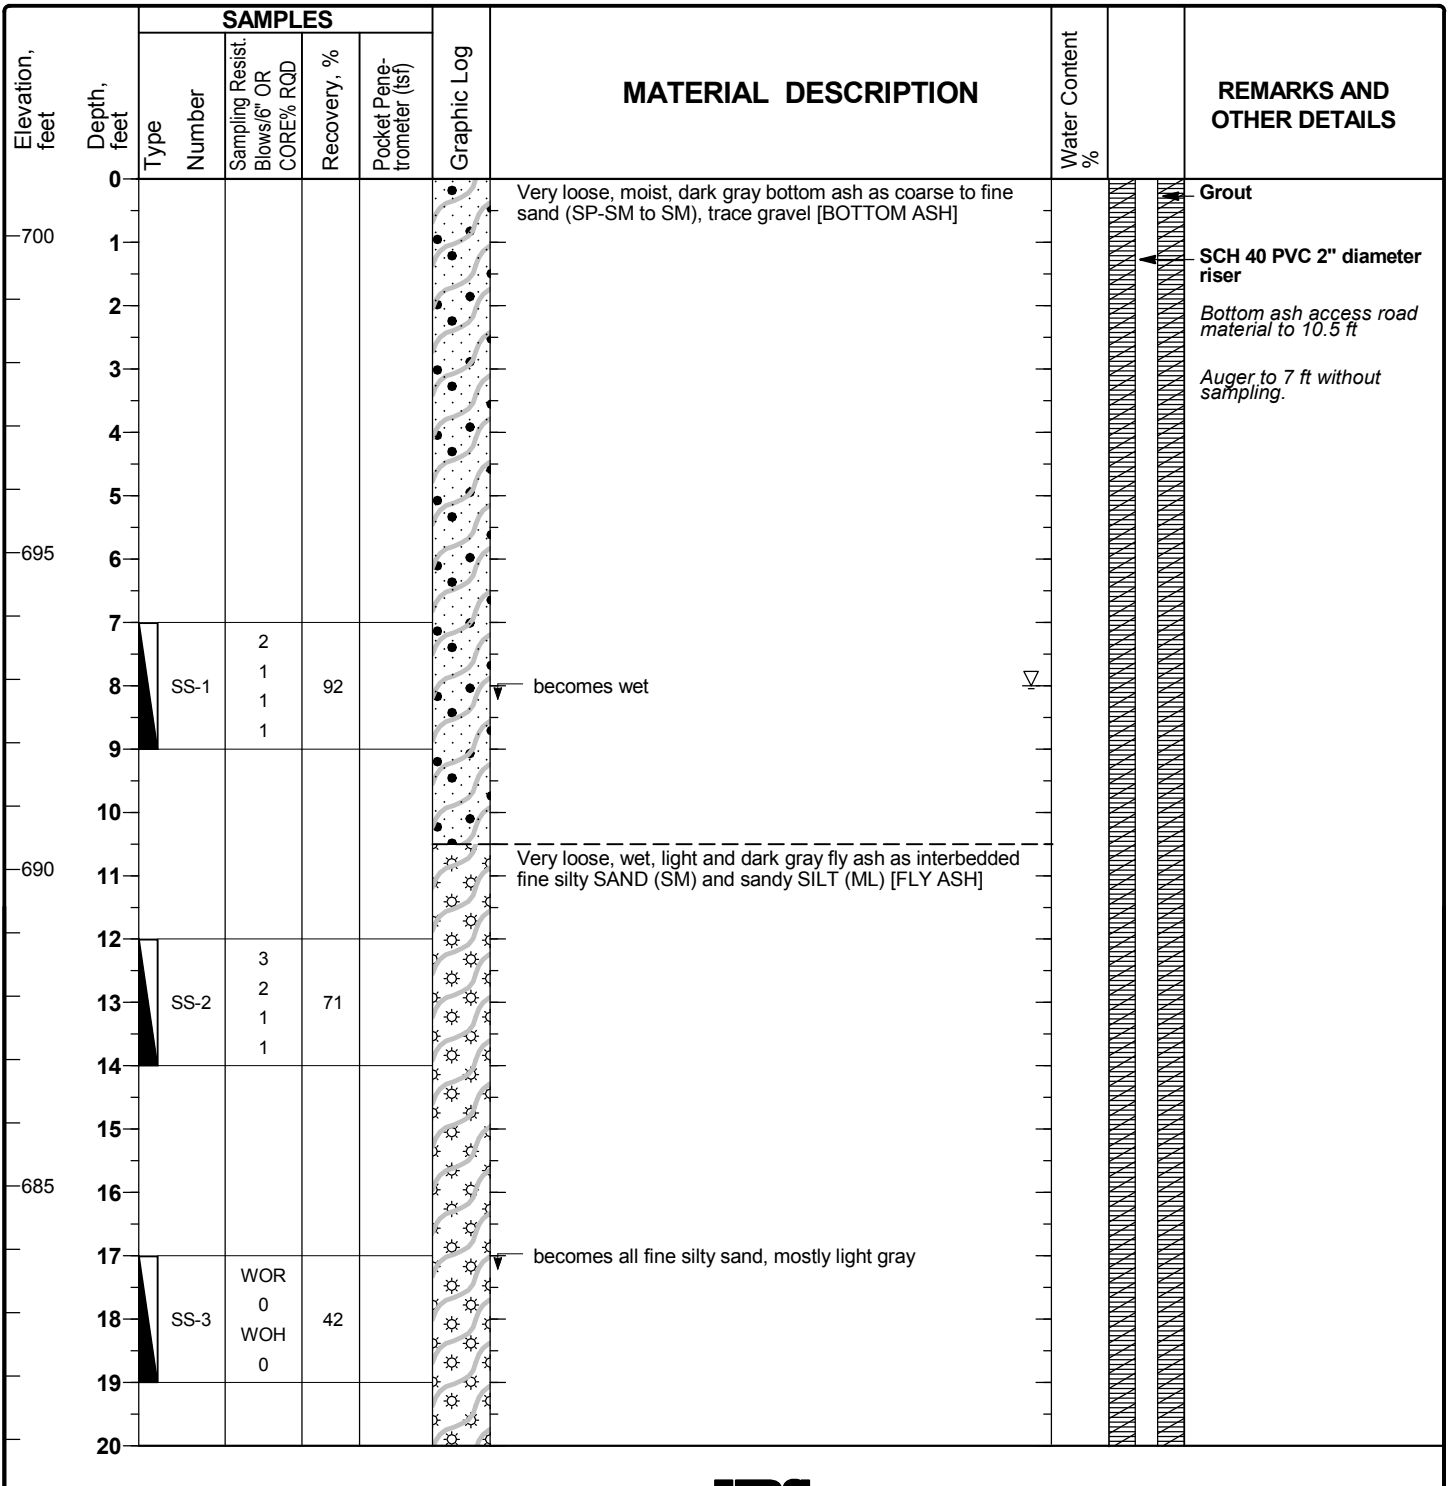 Elevation,
feet
Depth,
feet
SAMPLES
Type
Number
Sampling Resist.
Blows/6" OR
CORE% RQD
Recovery, %
Pocket Pene-
trometer (tsf)
Graphic Log
MATERIAL DESCRIPTION
Water Content
%
REMARKS AND
OTHER DETAILS
0
Very loose, moist, dark gray bottom ash as coarse to fine
sand (SP-SM to SM), trace gravel [BOTTOM ASH]
Grout
700
1
SCH 40 PVC 2" diameter
riser
2
Bottom ash access road
material to 10.5 ft
3
Auger to 7 ft without
sampling.
4
5
695
6
7
2
1
8
SS-1
92
becomes wet
1
1
9
10
690
Very loose, wet, light and dark gray fly ash as interbedded
fine silty SAND (SM) and sandy SILT (ML) [FLY ASH]
11
12
3
2
13
SS-2
71
1
1
14
15
685
16
17
becomes all fine silty sand, mostly light gray
WOR
0
18
SS-3
42
WOH
0
19
20